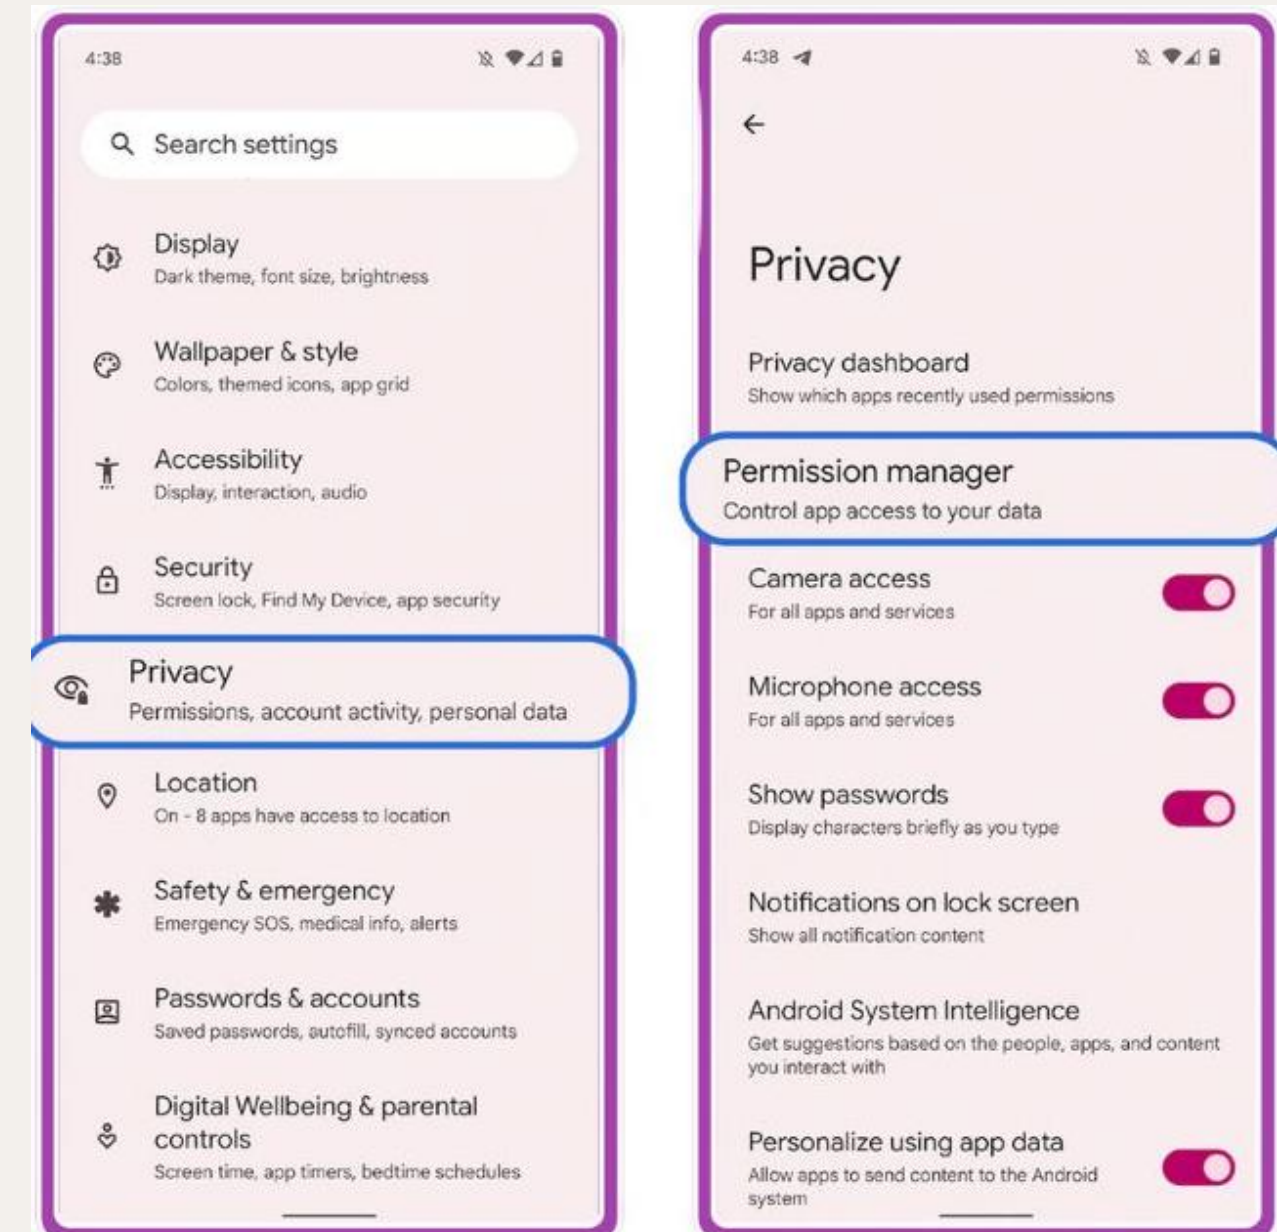 4:38
Search settings
Display
Dark theme, font size, brightness
Wallpaper & style
Colors, themed icons, app grid
Accessibility
Display, interaction, audio
Security
Screen lock, Find My Device, app security
Privacy
Permissions, account activity, personal data
Location
On - 8 apps have access to location
Safety & emergency
Emergency SOS, medical info, alerts
Passwords & accounts
Saved passwords, autofill, synced accounts
Digital Wellbeing & parental
controls
Screen time, app timers, bedtime schedules
4:38
Privacy
Privacy dashboard
Show which apps recently used permissions
Permission manager
Control app access to your data
Camera access
For all apps and services
Microphone access
For all apps and services
Show passwords
Display characters briefly as you type
Notifications on lock screen
Show all notification content
Android System Intelligence
Get suggestions based on the people, apps, and content
you interact with
Personalize using app data
Allow apps to send content to the Android
system